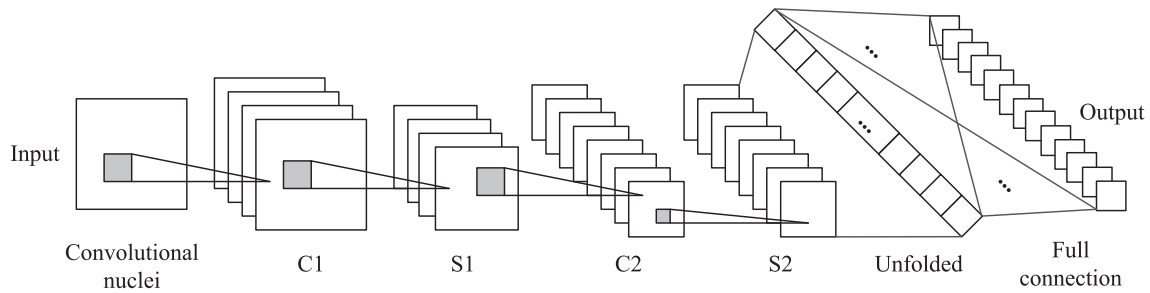 Input
Output
Convolutional
nuclei
C1
S1
C2
S2
Unfolded
Full
connection